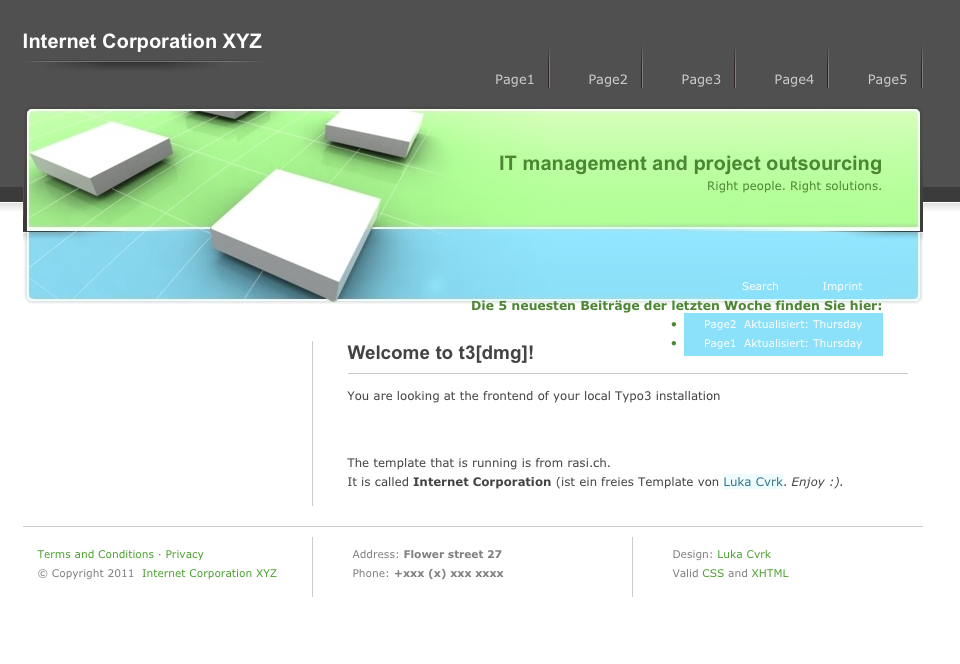 Internet Corporation XYZ
Page1 Page2 Page3 Page4 Page5
IT management and project outsourcing
Right people. Right solutions.
Search Imprint
Die 5 neuesten Beiträge der letzten Woche finden Sie hier:
• Page2 Aktualisiert: Thursday
• Page1 Aktualisiert: Thursday
Welcome to t3[dmg]!
You are looking at the frontend of your local Typo3 installation
The template that is running is from rasi.ch.
It is called Internet Corporation (ist ein freies Template von Luka Cvrk. Enjoy :).
Terms and Conditions · Privacy
© Copyright 2011 Internet Corporation XYZ
Address: Flower street 27
Phone: +xxx (x) xxx xxxx
Design: Luka Cvrk
Valid CSS and XHTML